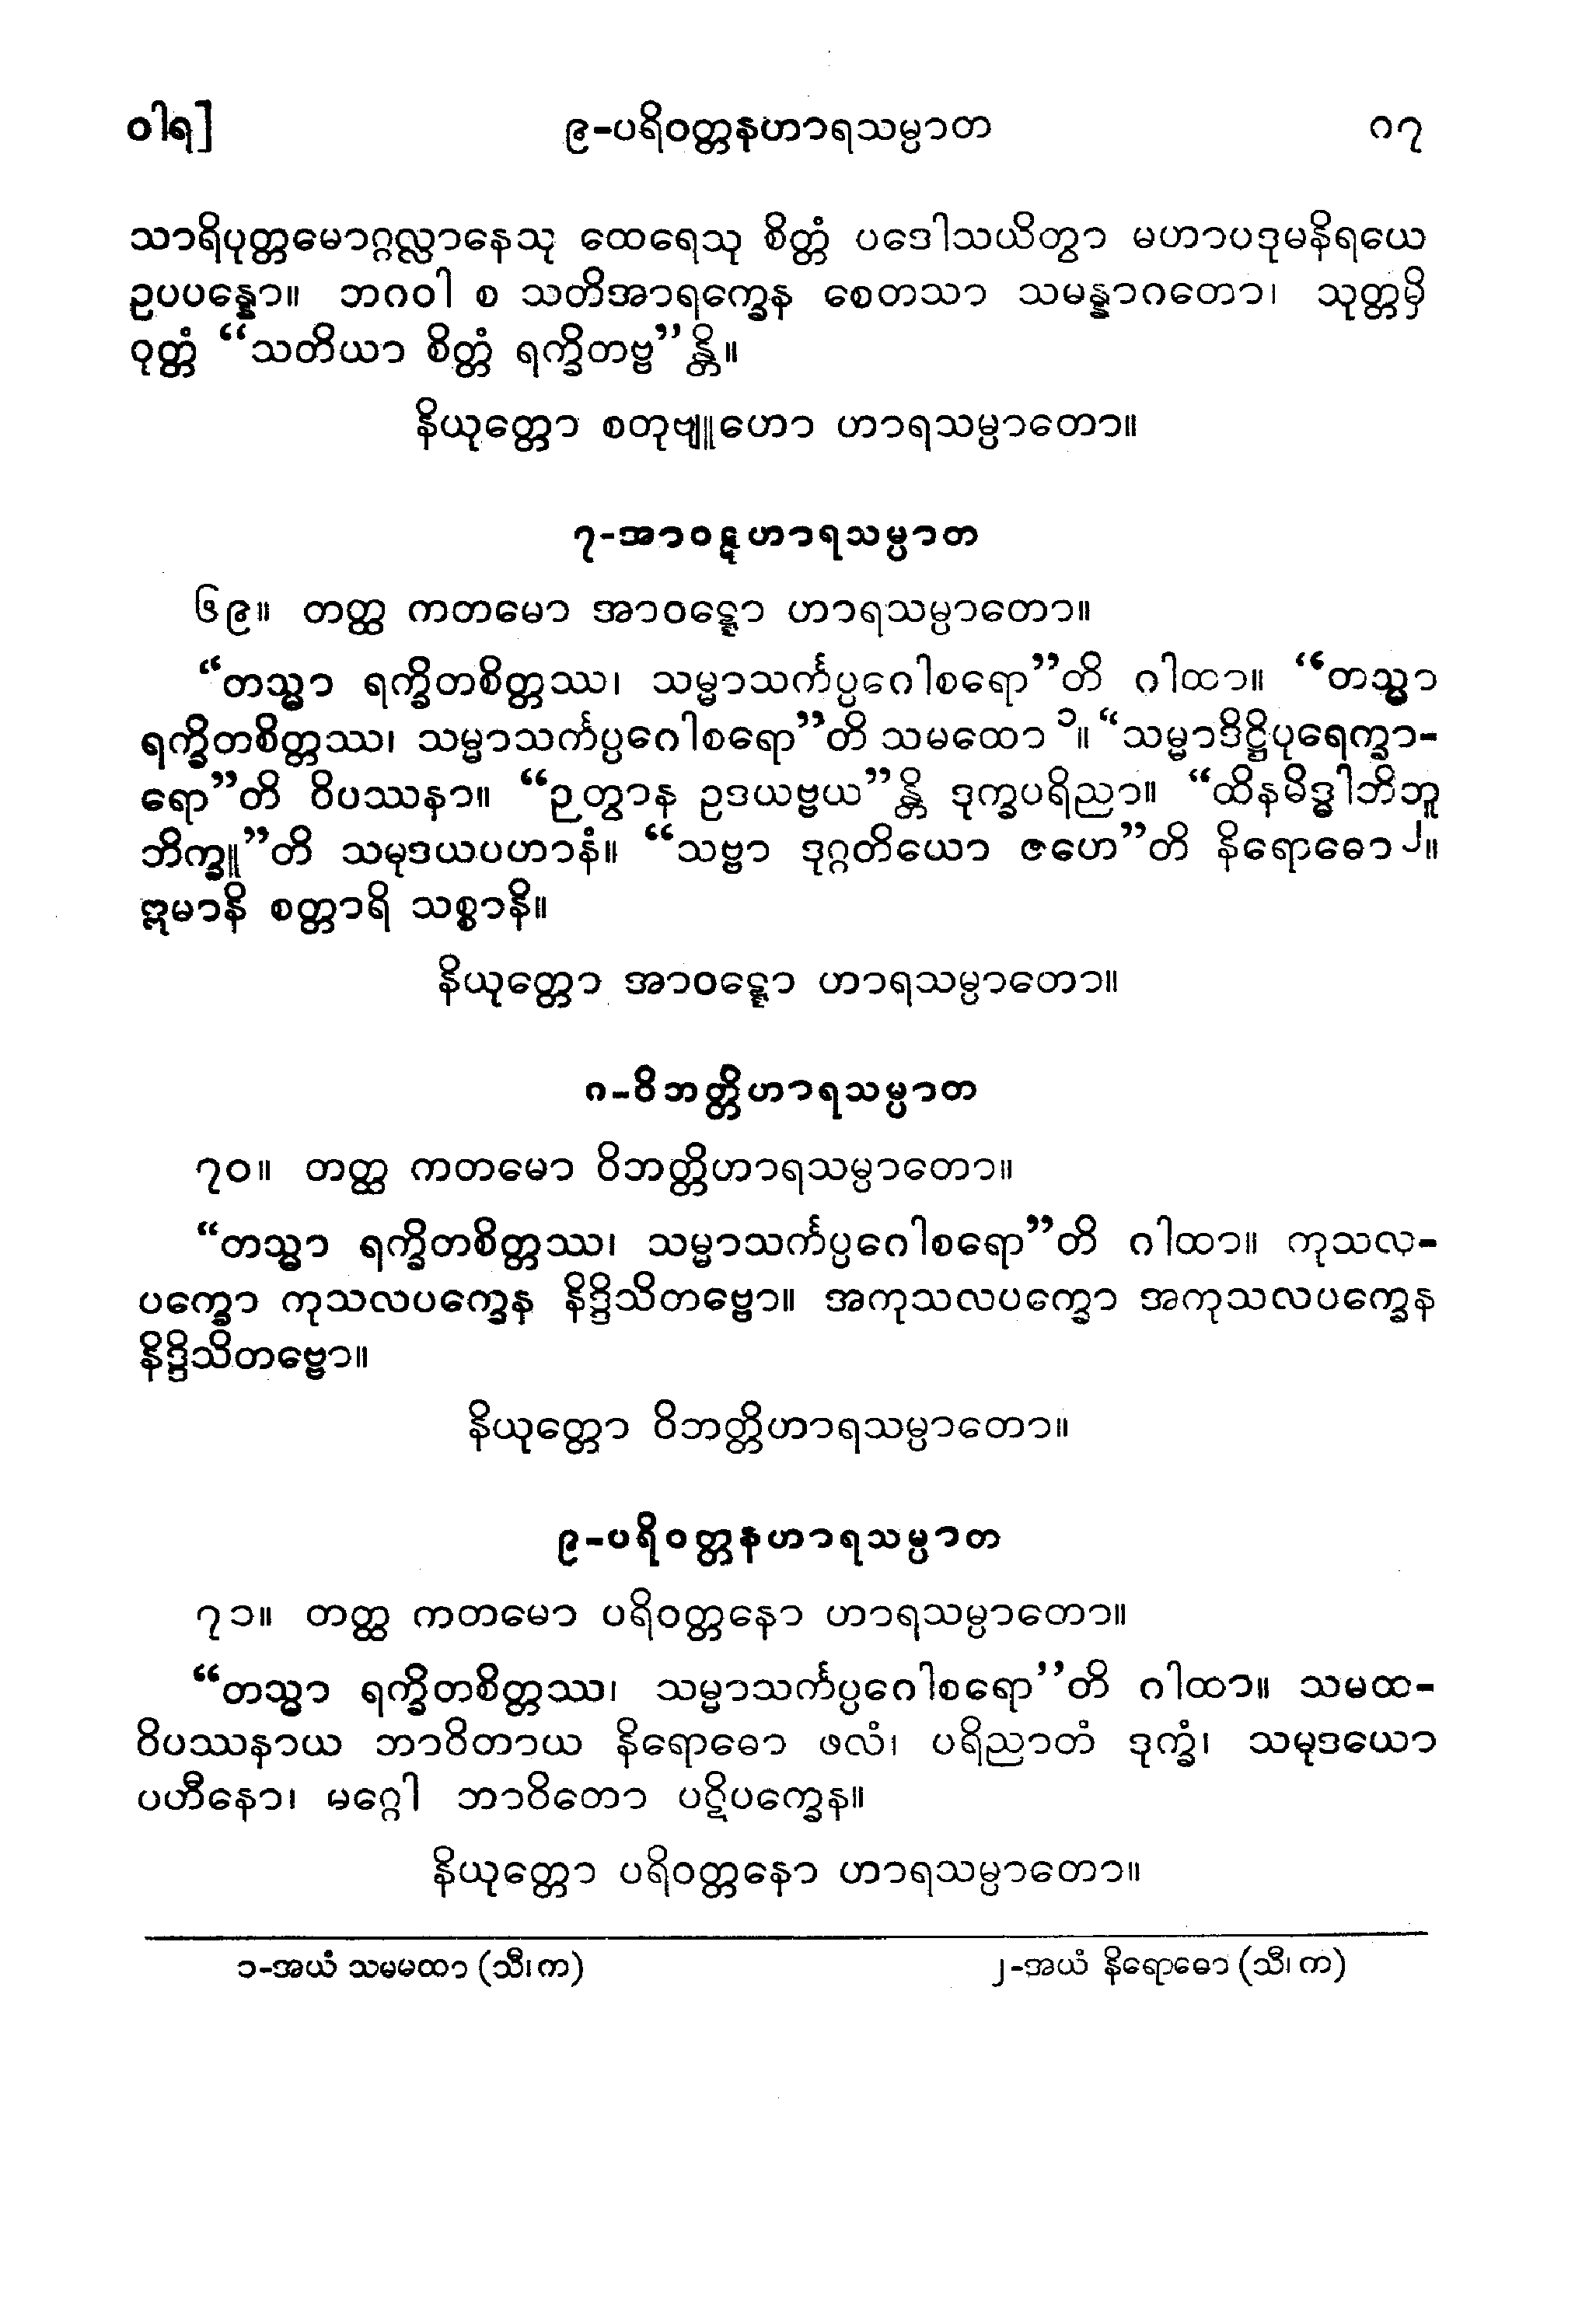 ဝါရ]
၉-ပရိဝတ္တနဟာရသမ္ပာတ
၈၇
သာရိပုတ္တမောဂ္ဂလ္လာနေသု ထေရေသု စိတ္တံ ပဒေါသယိတွာ မဟာပဒုမနိရယေ
ဥပပန္နော။ ဘဂဝါ စ သတိအာရက္ခေန စေတသာ သမန္နာဂတော၊ သုတ္တမှိ
ဝုတ္တံ “သတိယာ စိတ္တံ ရက္ခိတဗ္ဗ”န္တိ။
နိယုတ္တော စတုဗျူဟော ဟာရသမ္ပာတော။
၇-အာဝဋ္ဋဟာရသမ္ပာတ
၆၉။ တတ္ထ ကတမော အာဝဋ္ဋော ဟာရသမ္ပာတော။
“တသ္မာ ရက္ခိတစိတ္တဿ၊ သမ္မာသင်္ကပ္ပဂေါစရော”တိ ဂါထာ။ “တသ္မာ
ရက္ခိတစိတ္တဿ၊ သမ္မာသင်္ကပ္ပဂေါစရော”တိ သမထော ၁။ “သမ္မာဒိဋ္ဌိပုရေက္ခာ-
ရော”တိ ဝိပဿနာ။ “ဉတွာန ဥဒယဗ္ဗယ”န္တိ ဒုက္ခပရိညာ။ “ထိနမိဒ္ဓါဘိဘူ
ဘိက္ခူ”တိ သမုဒယပဟာနံ။ “သဗ္ဗာ ဒုဂ္ဂတိယော ဇဟေ”တိ နိရောဓော ၂။
ဣမာနိ စတ္တာရိ သစ္စာနိ။
နိယုတ္တော အာဝဋ္ဋော ဟာရသမ္ပာတော။
၈-ဝိဘတ္တိဟာရသမ္ပာတ
၇၀။ တတ္ထ ကတမော ဝိဘတ္တိဟာရသမ္ပာတော။
“တသ္မာ ရက္ခိတစိတ္တဿ၊ သမ္မာသင်္ကပ္ပဂေါစရော”တိ ဂါထာ။ ကုသလ-
ပက္ခော ကုသလပက္ခေန နိဒ္ဒိသိတဗ္ဗော။ အကုသလပက္ခော အကုသလပက္ခေန
နိဒ္ဒိသိတဗ္ဗော။
နိယုတ္တော ဝိဘတ္တိဟာရသမ္ပာတော။
၉-ပရိဝတ္တနဟာရသမ္ပာတ
၇၁။ တတ္ထ ကတမော ပရိဝတ္တနော ဟာရသမ္ပာတော။
“တသ္မာ ရက္ခိတစိတ္တဿ၊ သမ္မာသင်္ကပ္ပဂေါစရော”တိ ဂါထာ။ သမထ-
ဝိပဿနာယ ဘာဝိတာယ နိရောဓော ဖလံ၊ ပရိညာတံ ဒုက္ခံ၊ သမုဒယော
ပဟီနော၊ မဂ္ဂေါ ဘာဝိတော ပဋိပက္ခေန။
နိယုတ္တော ပရိဝတ္တနော ဟာရသမ္ပာတော။
၁-အယံ သမမထာ (သီ၊ က)
၂-အယံ နိရောဓော (သီ၊ က)